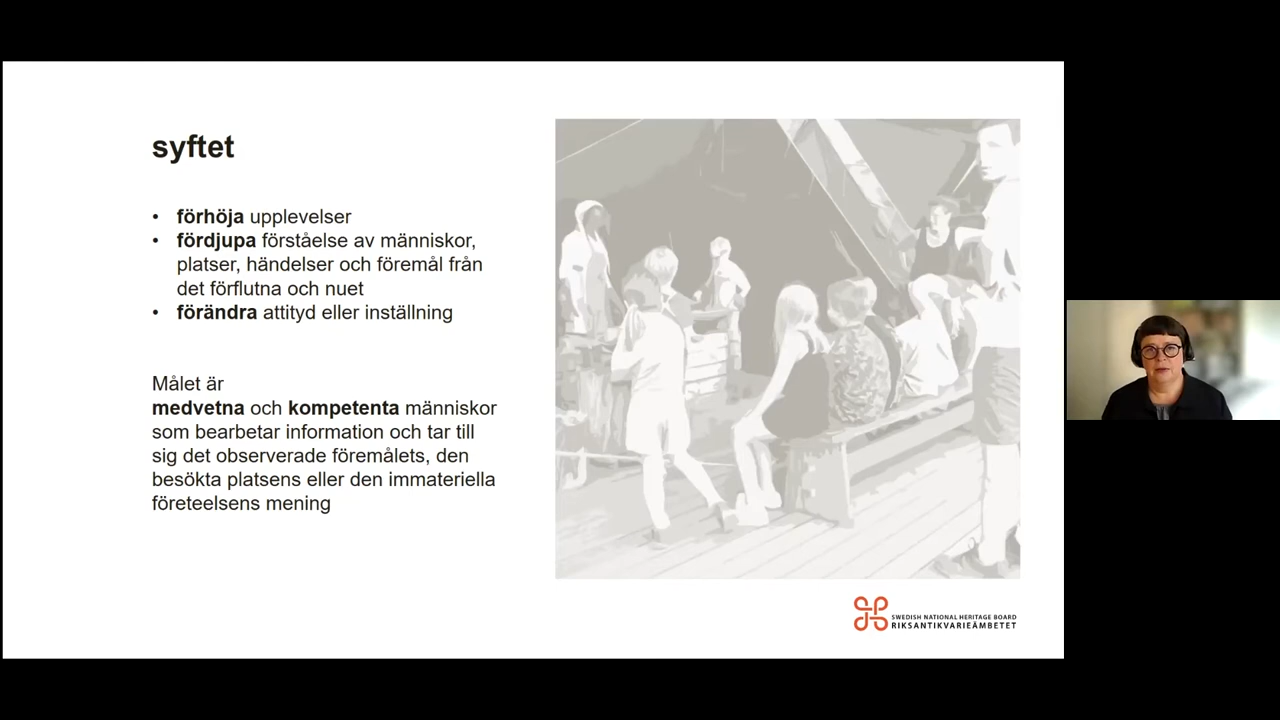 syftet
• förhöja upplevelser
• fördjupa förståelse av människor,
platser, händelser och föremål från
det förflutna och nuet
• förändra attityd eller inställning
Målet är
medvetna och kompetenta människor
som bearbetar information och tar till
sig det observerade föremålets, den
besökta platsens eller den immateriella
företeelsens mening
SWEDISH NATIONAL HERITAGE BOARD
RIKSANTIKVARIEÄMBETET